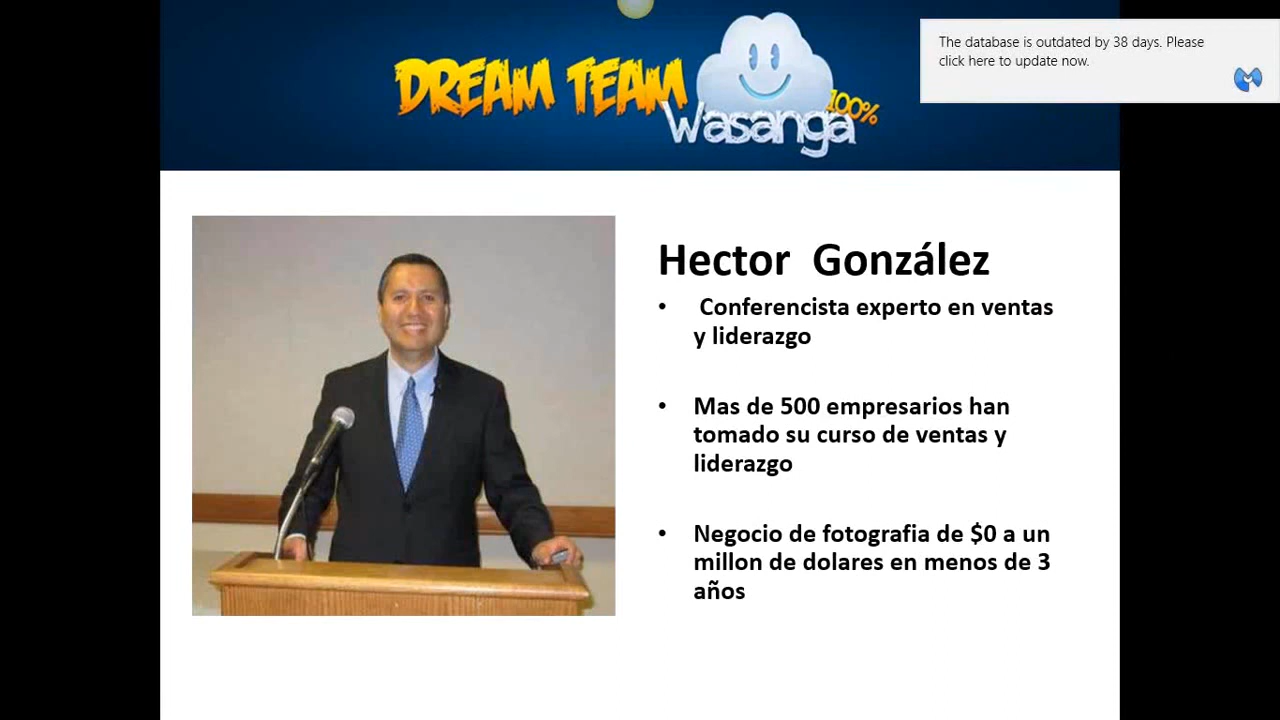 DREAM TEAM
100%
Wasanga
The database is outdated by 38 days. Please
click here to update now.
Hector González
• Conferencista experto en ventas
y liderazgo
• Mas de 500 empresarios han
tomado su curso de ventas y
liderazgo
• Negocio de fotografia de $0 a un
millon de dolares en menos de 3
años